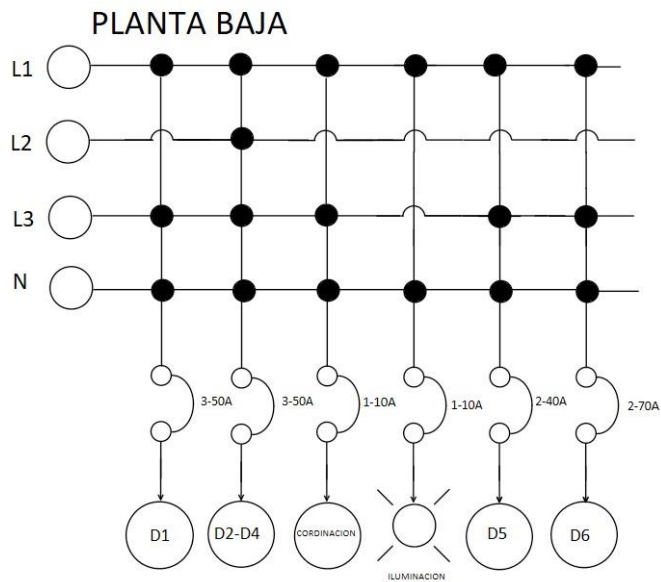 PLANTA BAJA
L1
L2
L3
N
3-50A
3-50A
1-10A
1-10A
2-40A
2-70A
D1
D2-D4
CORDINACION
D5
D6
ILUMINACION